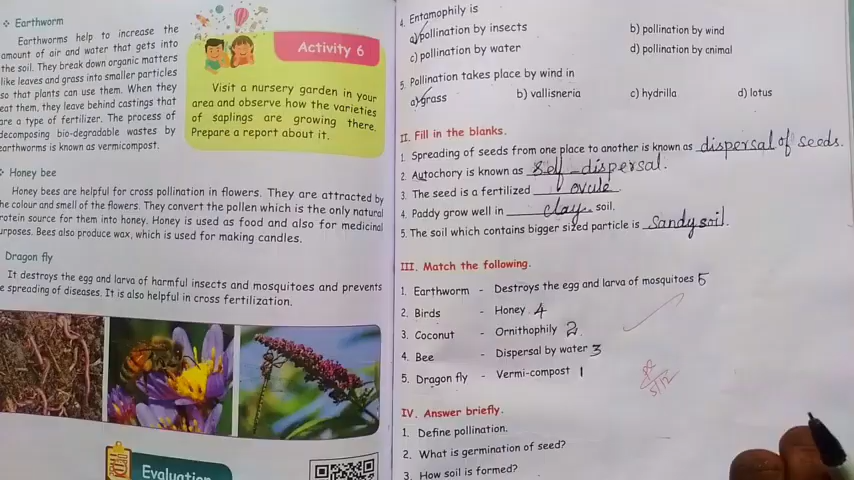 ❖ Earthworm
Earthworms help to increase the
amount of air and water that gets into
the soil. They break down organic matters
like leaves and grass into smaller particles
so that plants can use them. When they
eat them, they leave behind castings that
are a type of fertilizer. The process of
decomposing bio-degradable wastes by
earthworms is known as vermicompost.
Activity 6
Visit a nursery garden in your
area and observe how the varieties
of saplings are growing there.
Prepare a report about it.
Honey bee
Honey bees are helpful for cross pollination in flowers. They are attracted by
the colour and smell of the flowers. They convert the pollen which is the only natural
rotein source for them into honey. Honey is used as food and also for medicinal
urposes. Bees also produce wax, which is used for making candles.
Dragon fly
It destroys the egg and larva of harmful insects and mosquitoes and prevents
e spreading of diseases. It is also helpful in cross fertilization.
Evaluation
4. Entamophily is
a) pollination by insects b) pollination by wind
c) pollination by water d) pollination by cnimal
5. Pollination takes place by wind in
a) grass b) vallisneria c) hydrilla d) lotus
II. Fill in the blanks.
1. Spreading of seeds from one place to another is known as dispersal of seeds.
2. Autochory is known as self-dispersal.
3. The seed is a fertilized ovule
4. Paddy grow well in clay soil.
5. The soil which contains bigger sized particle is sandy soil.
III. Match the following.
1. Earthworm - Destroys the egg and larva of mosquitoes 5
2. Birds - Honey 4
3. Coconut - Ornithophily 2
4. Bee - Dispersal by water 3
5. Dragon fly - Vermi-compost 1
IV. Answer briefly.
1. Define pollination.
2. What is germination of seed?
3. How soil is formed?